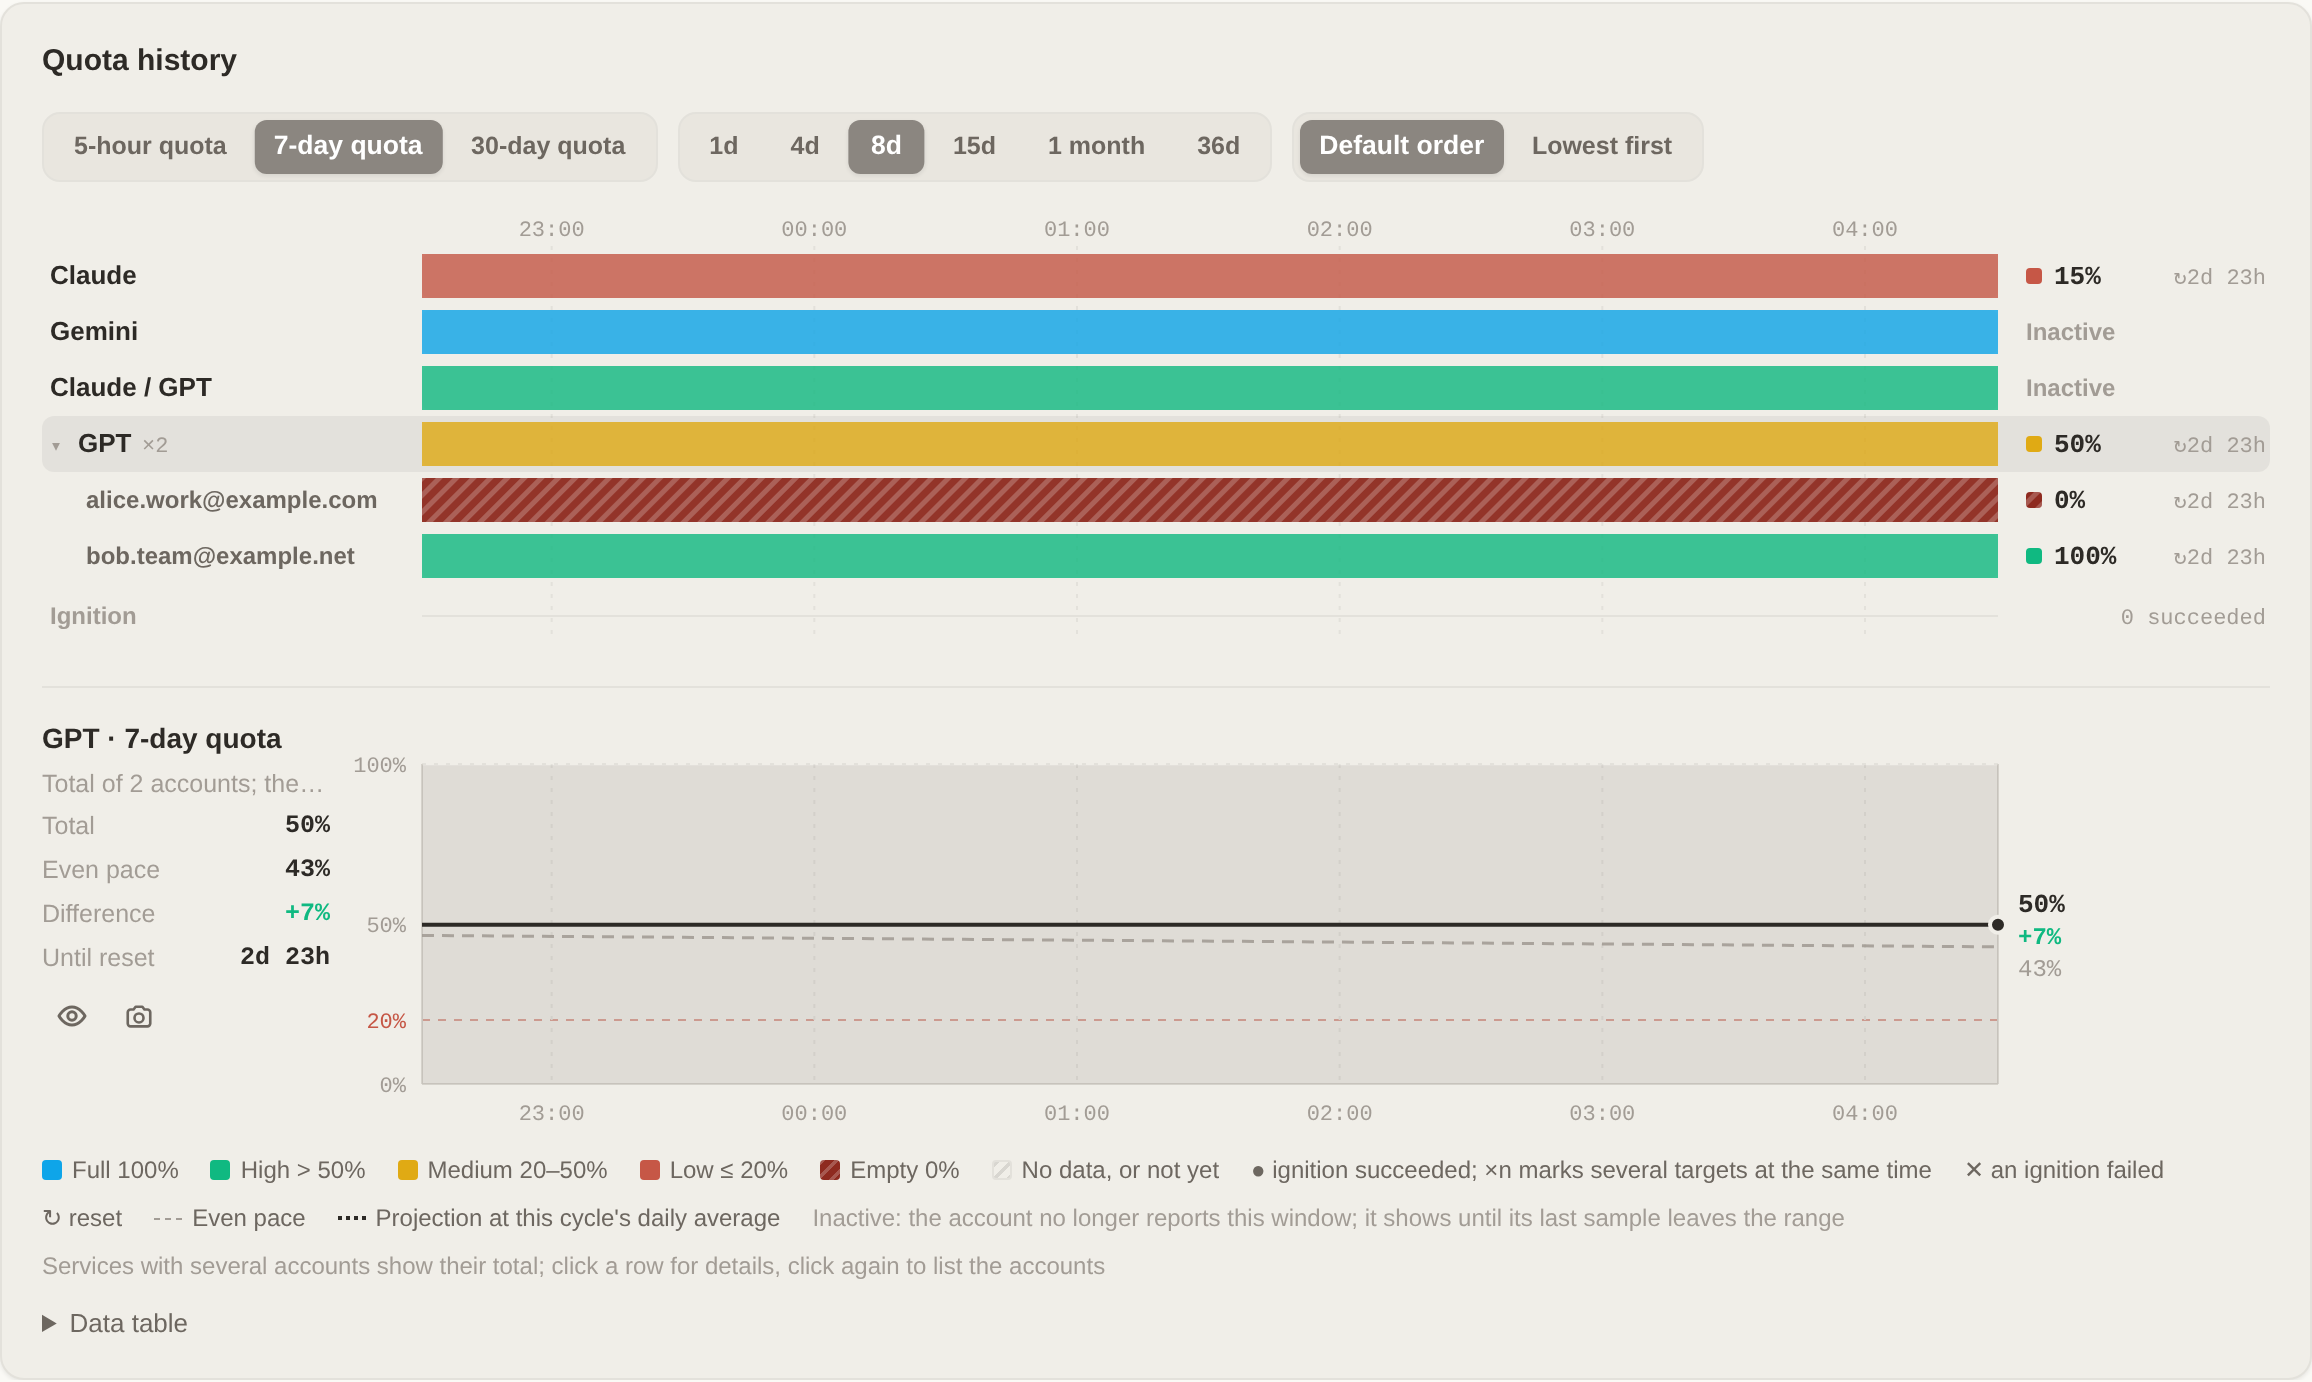 Quota history
5-hour quota 7-day quota 30-day quota 1d 4d 8d 15d 1 month 36d Default order Lowest first
23:00 00:00 01:00 02:00 03:00 04:00
Claude 15% ↻2d 23h
Gemini Inactive
Claude / GPT Inactive
▾ GPT ×2 50% ↻2d 23h
alice.work@example.com 0% ↻2d 23h
bob.team@example.net 100% ↻2d 23h
Ignition 0 succeeded
GPT · 7-day quota
Total of 2 accounts; the…
Total 50%
Even pace 43%
Difference +7%
Until reset 2d 23h
100%
50%
20%
0%
50%
+7%
43%
23:00 00:00 01:00 02:00 03:00 04:00
Full 100% High > 50% Medium 20–50% Low ≤ 20% Empty 0% No data, or not yet ● ignition succeeded; ×n marks several targets at the same time ✕ an ignition failed
↻ reset Even pace Projection at this cycle's daily average Inactive: the account no longer reports this window; it shows until its last sample leaves the range
Services with several accounts show their total; click a row for details, click again to list the accounts
▶ Data table